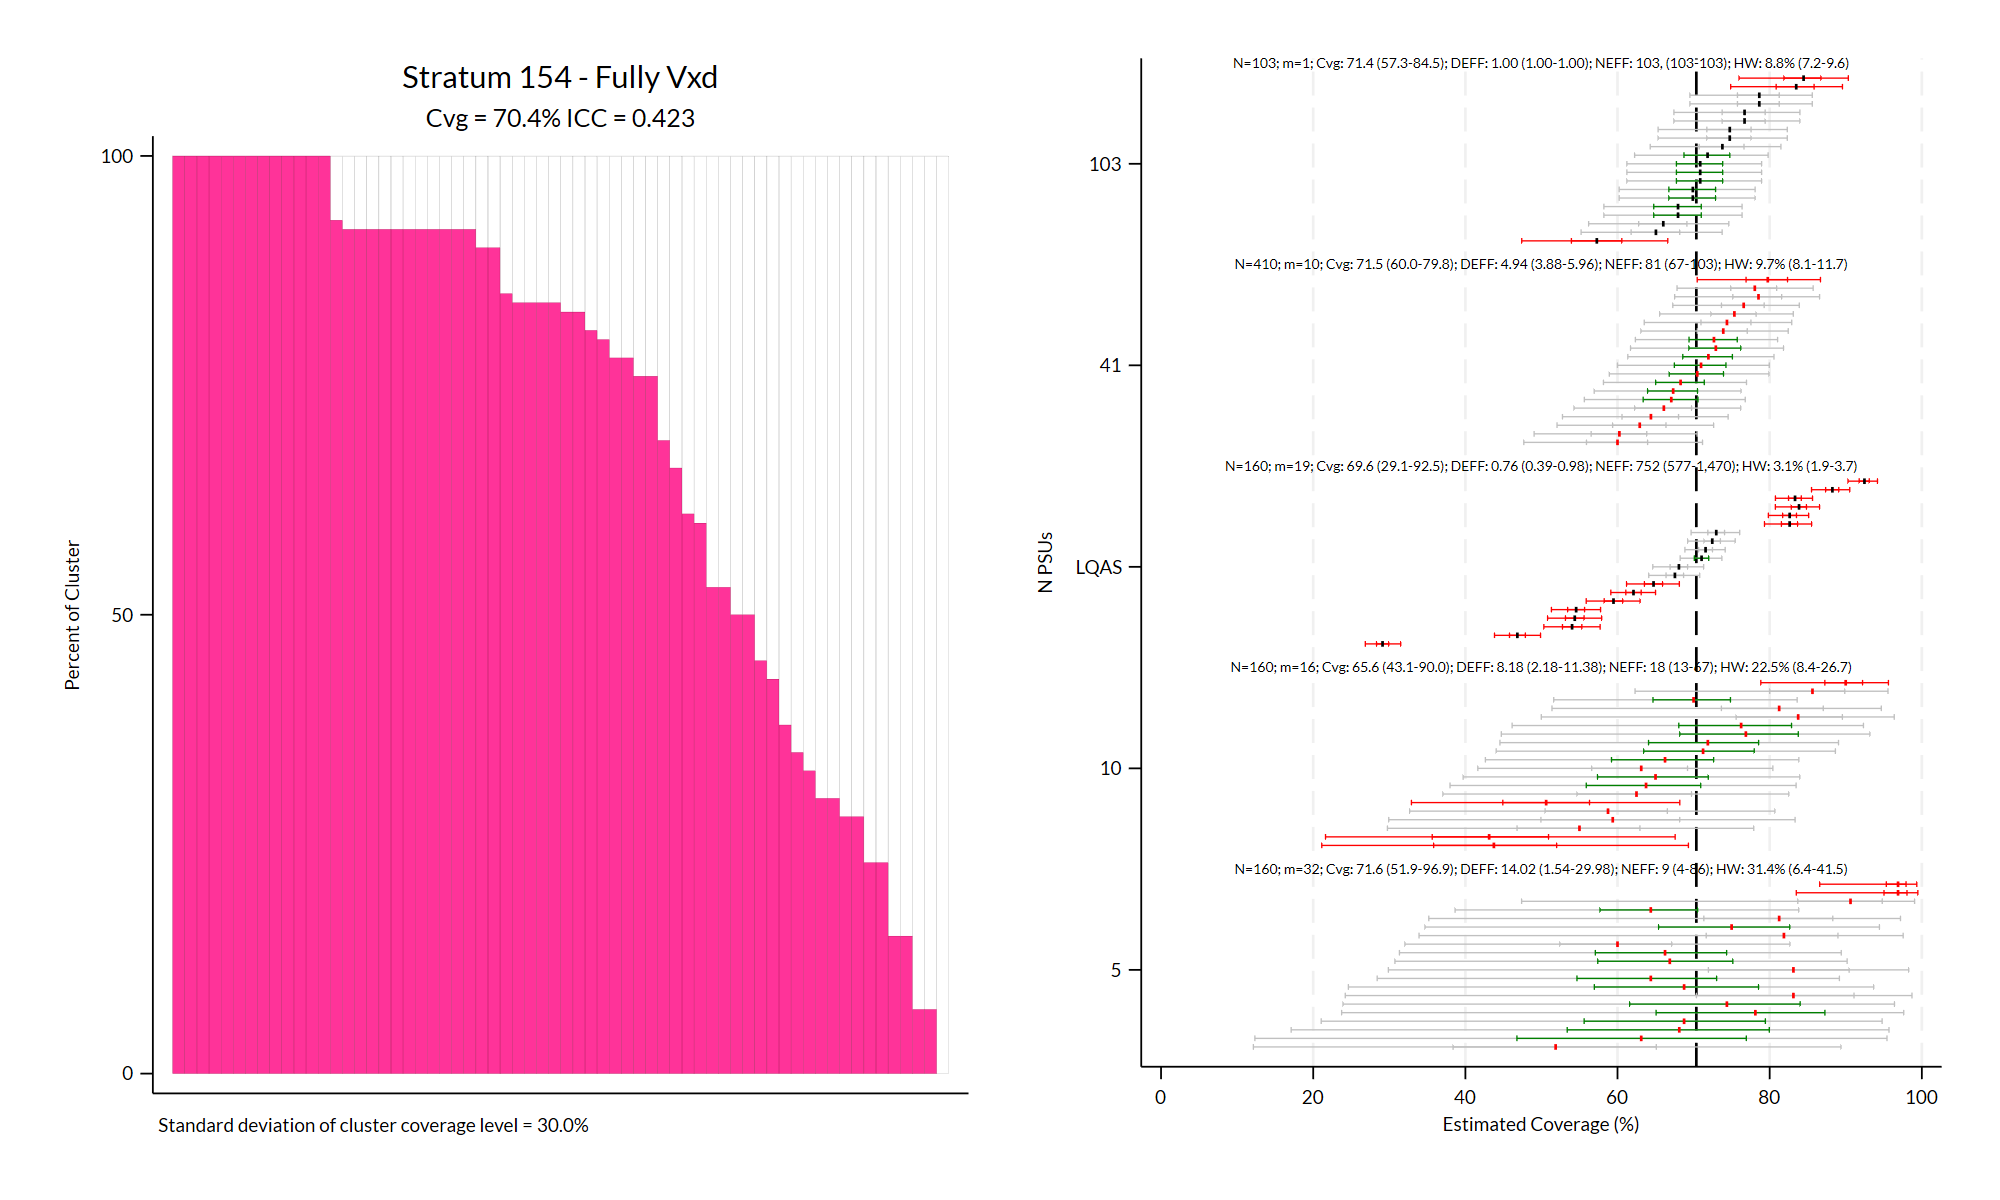 Stratum 154 - Fully Vxd
Cvg = 70.4% ICC = 0.423
Percent of Cluster
100
50
0
Standard deviation of cluster coverage level = 30.0%
N PSUs
N=103; m=1; Cvg: 71.4 (57.3-84.5); DEFF: 1.00 (1.00-1.00); NEFF: 103, (103-103); HW: 8.8% (7.2-9.6)
103
N=410; m=10; Cvg: 71.5 (60.0-79.8); DEFF: 4.94 (3.88-5.96); NEFF: 81 (67-103); HW: 9.7% (8.1-11.7)
41
N=160; m=19; Cvg: 69.6 (29.1-92.5); DEFF: 0.76 (0.39-0.98); NEFF: 752 (577-1,470); HW: 3.1% (1.9-3.7)
LQAS
N=160; m=16; Cvg: 65.6 (43.1-90.0); DEFF: 8.18 (2.18-11.38); NEFF: 18 (13-67); HW: 22.5% (8.4-26.7)
10
N=160; m=32; Cvg: 71.6 (51.9-96.9); DEFF: 14.02 (1.54-29.98); NEFF: 9 (4-86); HW: 31.4% (6.4-41.5)
5
0 20 40 60 80 100
Estimated Coverage (%)